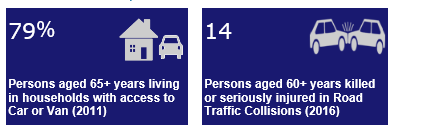 79%
Persons aged 65+ years living
in households with access to
Car or Van (2011)
14
Persons aged 60+ years killed
or seriously injured in Road
Traffic Collisions (2016)